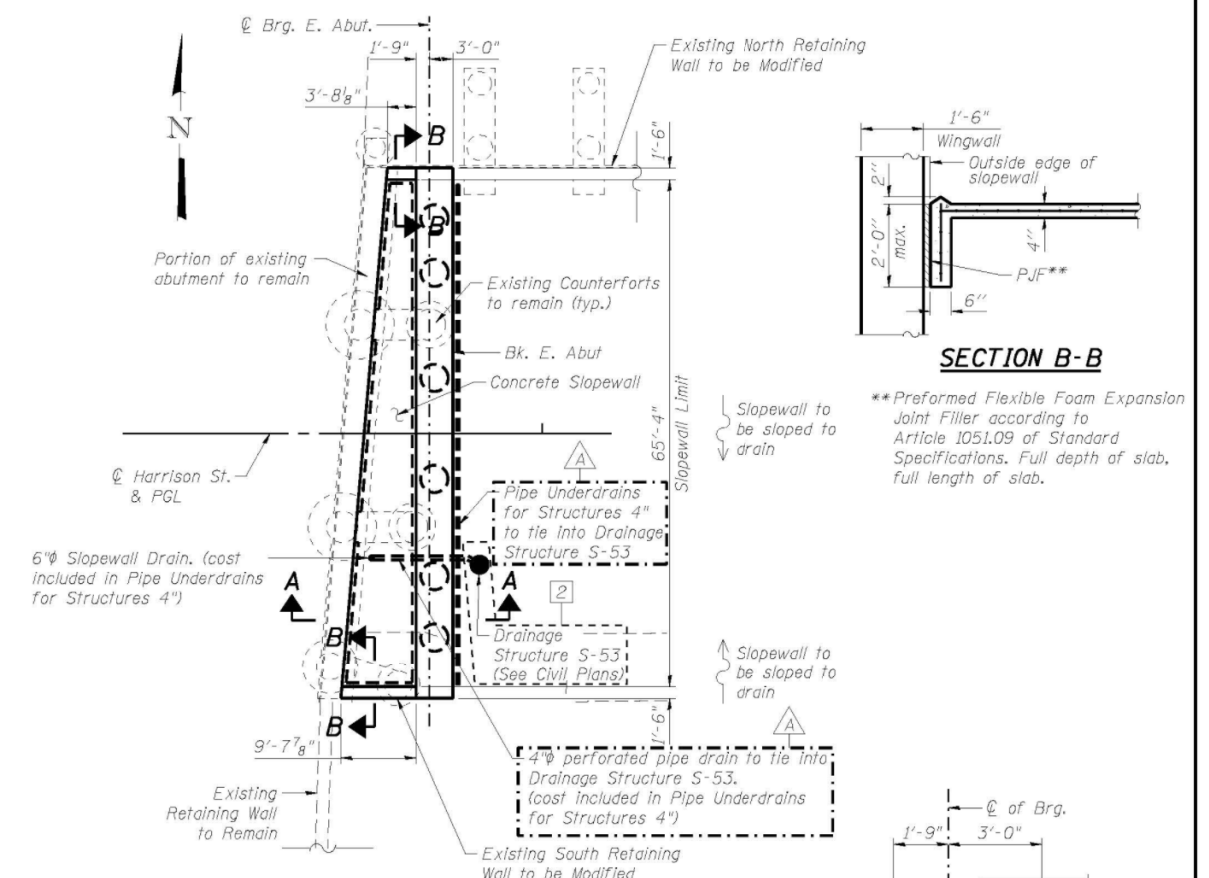 ℄ Brg. E. Abut.
1'-9"
3'-0"
3'-8⅛"
Existing North Retaining
Wall to be Modified
N
B
1'-6"
B
Portion of existing
abutment to remain
Existing Counterforts
to remain (typ.)
Bk. E. Abut
Concrete Slopewall
65'-4"
Slopewall Limit
Slopewall to
be sloped to
drain
℄ Harrison St.
& PGL
A
Pipe Underdrains
for Structures 4"
to tie into Drainage
Structure S-53
6"ϕ Slopewall Drain. (cost
included in Pipe Underdrains
for Structures 4")
A
A
2
B
Drainage
Structure S-53
(See Civil Plans)
Slopewall to
be sloped to
drain
B
1'-6"
A
9'-7⅞"
4"ϕ perforated pipe drain to tie into
Drainage Structure S-53.
(cost included in Pipe Underdrains
for Structures 4")
Existing
Retaining Wall
to Remain
Existing South Retaining
Wall to be Modified
1'-6"
Wingwall
Outside edge of
slopewall
2"
2'-0"
max.
4"
PJF**
6"
SECTION B-B
**Preformed Flexible Foam Expansion
Joint Filler according to
Article 1051.09 of Standard
Specifications. Full depth of slab,
full length of slab.
℄ of Brg.
1'-9"
3'-0"